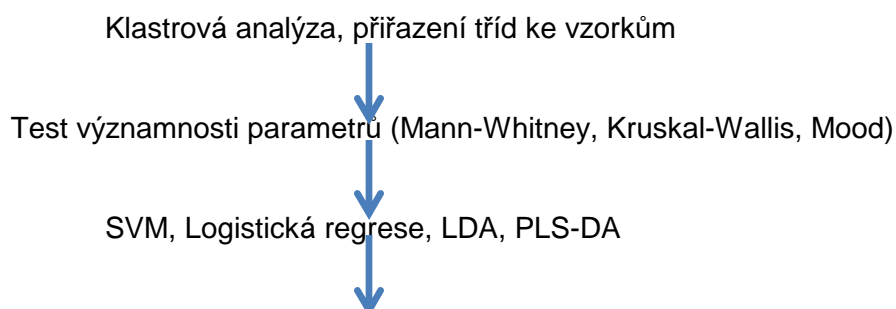 Klastrová analýza, přiřazení tříd ke vzorkům
Test významnosti parametrů (Mann-Whitney, Kruskal-Wallis, Mood)
SVM, Logistická regrese, LDA, PLS-DA